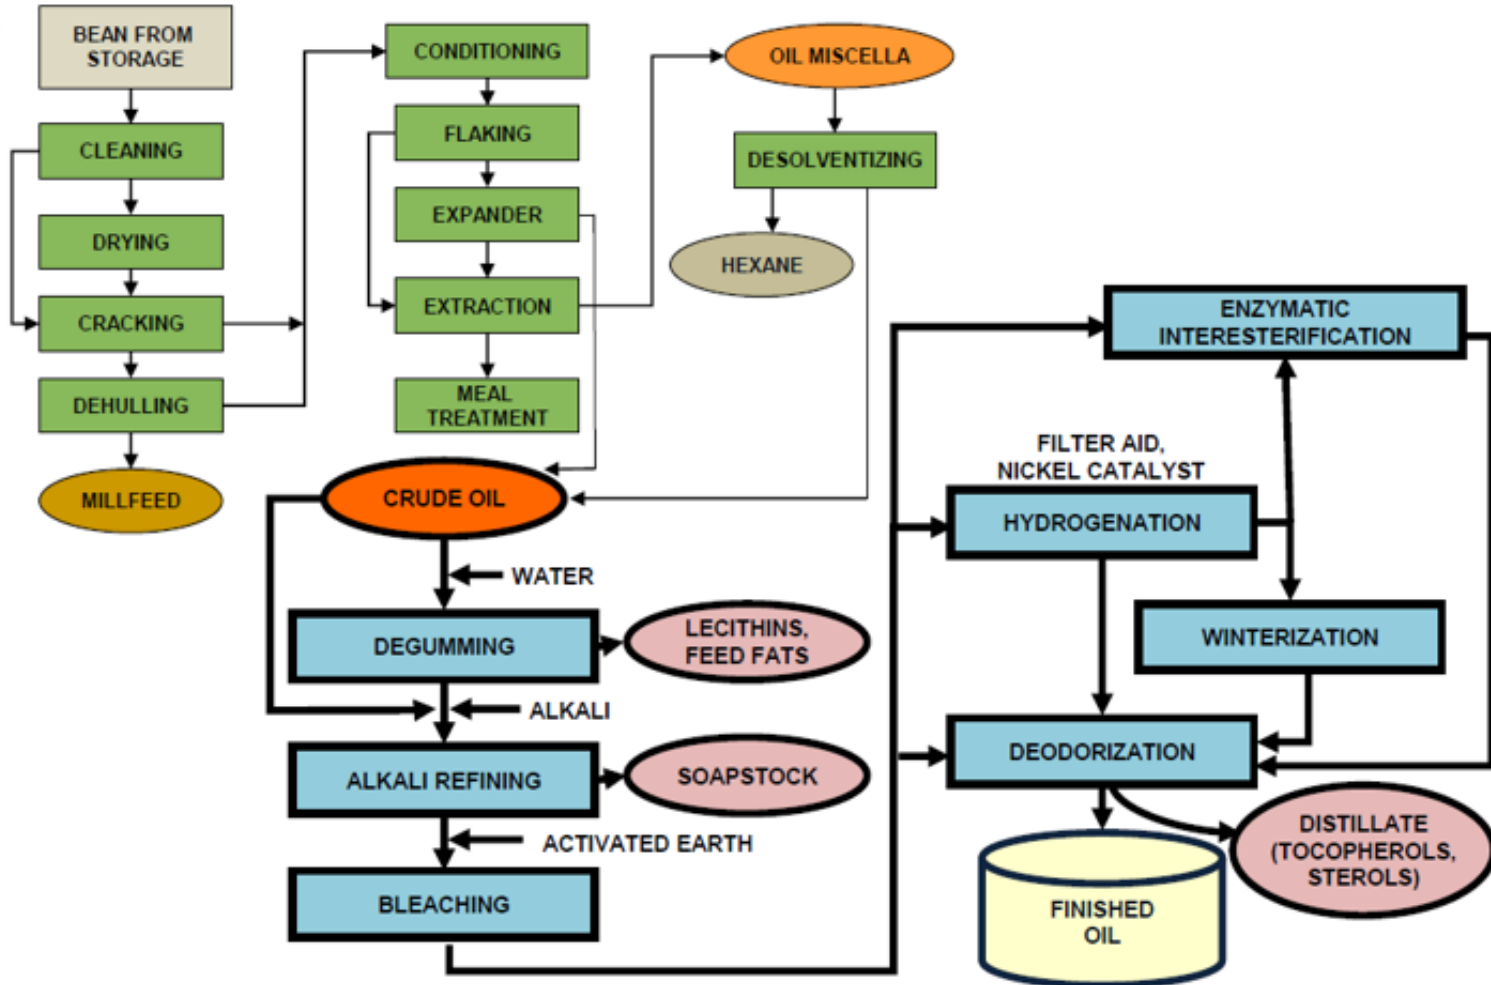 BEAN FROM
STORAGE
CLEANING
DRYING
CRACKING
DEHULLING
MILLFEED
CONDITIONING
FLAKING
EXPANDER
EXTRACTION
MEAL
TREATMENT
OIL MISCELLA
DESOLVENTIZING
HEXANE
CRUDE OIL
WATER
DEGUMMING
LECITHINS,
FEED FATS
ALKALI
ALKALI REFINING
SOAPSTOCK
ACTIVATED EARTH
BLEACHING
ENZYMATIC
INTERESTERIFICATION
FILTER AID,
NICKEL CATALYST
HYDROGENATION
WINTERIZATION
DEODORIZATION
DISTILLATE
(TOCOPHEROLS,
STEROLS)
FINISHED
OIL